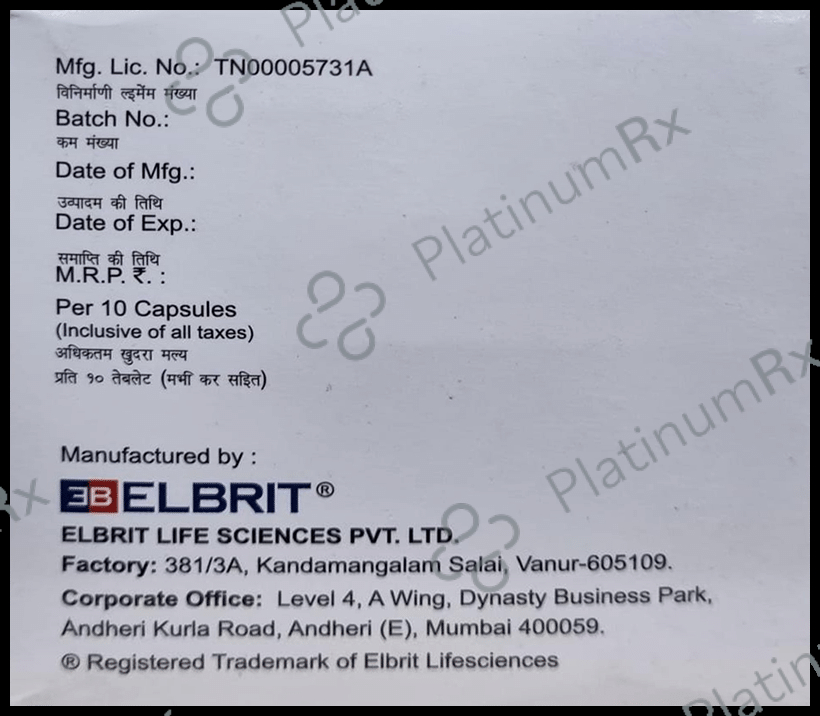 Mfg. Lic. No.: TN00005731A
विनिर्माणी ल्इमेंम मंख्या
Batch No.:
कम मंख्या
Date of Mfg.:
उत्पादम की तिथि
Date of Exp.:
समाप्ति की तिथि
M.R.P. ₹. :
Per 10 Capsules
(Inclusive of all taxes)
अधिकतम खुदरा मल्य
प्रति १० तेबलेट (मभी कर सहित)
Manufactured by :
3B ELBRIT®
ELBRIT LIFE SCIENCES PVT. LTD.
Factory: 381/3A, Kandamangalam Salai, Vanur-605109.
Corporate Office: Level 4, A Wing, Dynasty Business Park,
Andheri Kurla Road, Andheri (E), Mumbai 400059.
® Registered Trademark of Elbrit Lifesciences
PlatinumRx
PlatinumRx